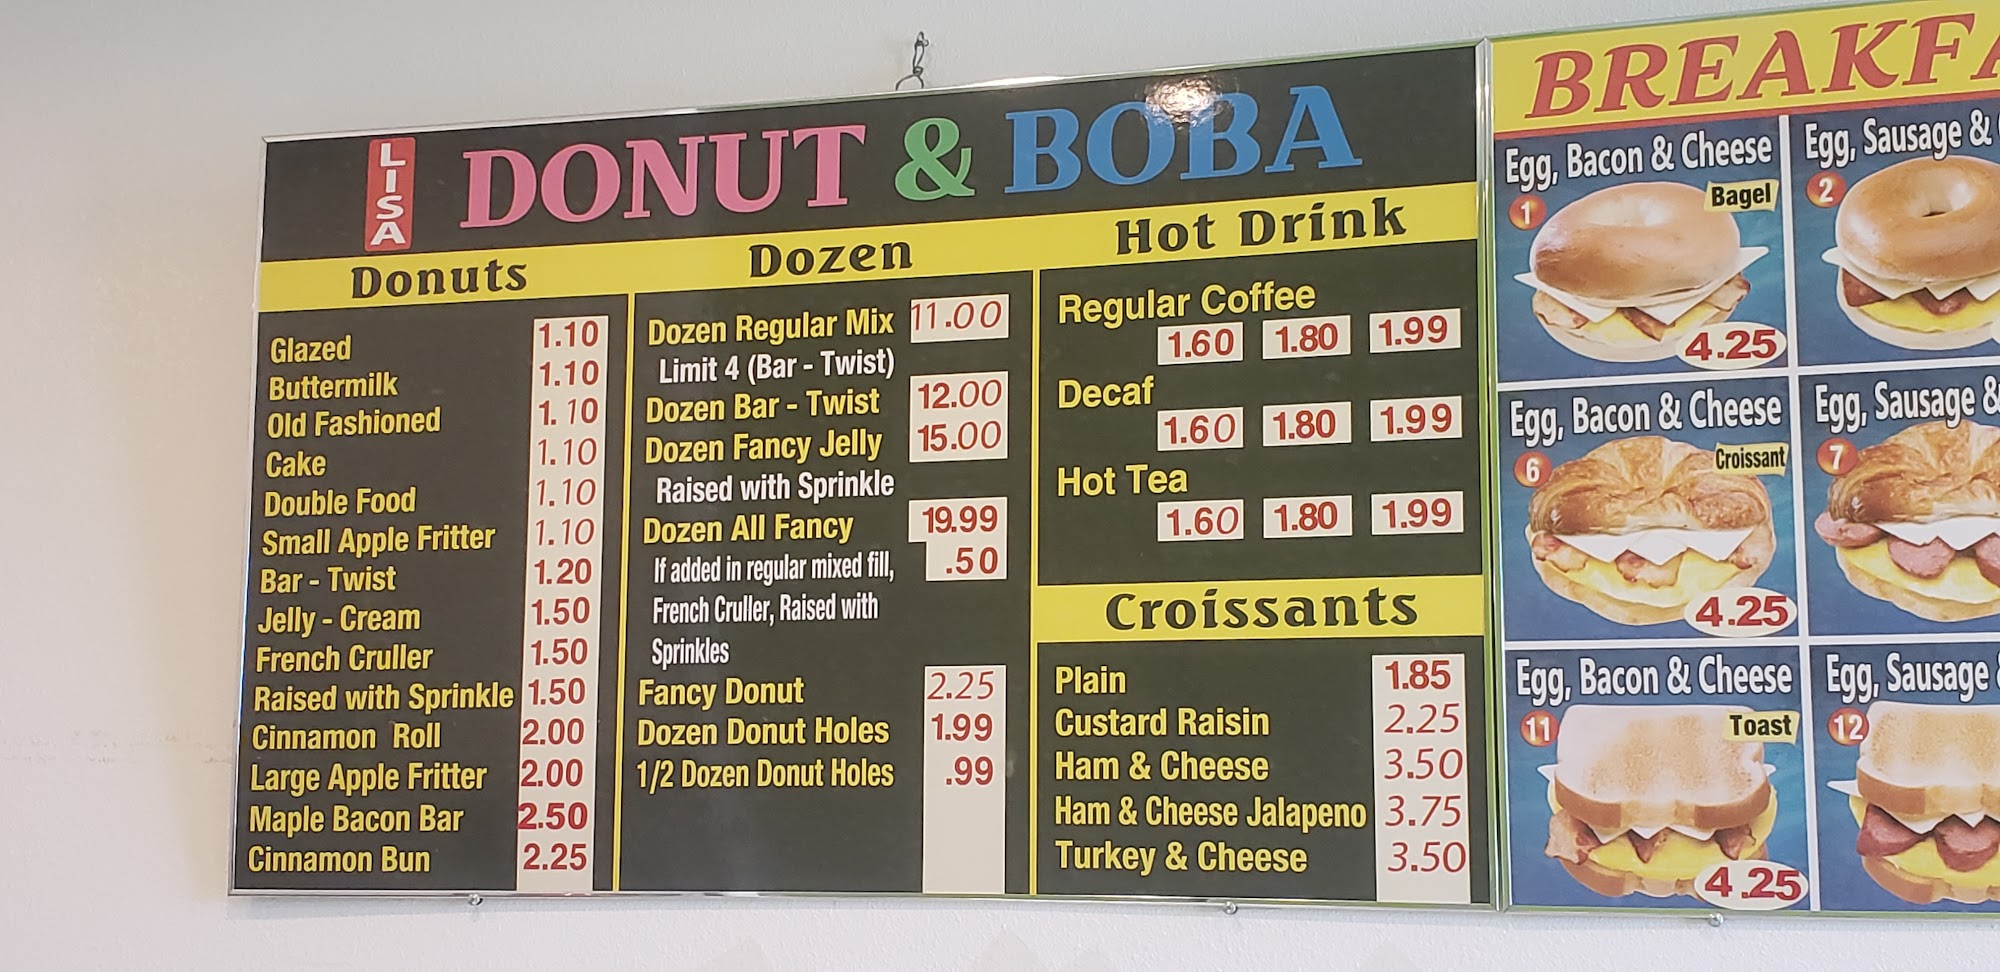 LISA DONUT & BOBA
Donuts
Glazed 1.10
Buttermilk 1.10
Old Fashioned 1.10
Cake 1.10
Double Food 1.10
Small Apple Fritter 1.10
Bar - Twist 1.20
Jelly - Cream 1.50
French Cruller 1.50
Raised with Sprinkle 1.50
Cinnamon Roll 2.00
Large Apple Fritter 2.00
Maple Bacon Bar 2.50
Cinnamon Bun 2.25
Dozen
Dozen Regular Mix 11.00
Limit 4 (Bar - Twist)
Dozen Bar - Twist 12.00
Dozen Fancy Jelly 15.00
Raised with Sprinkle
Dozen All Fancy 19.99
If added in regular mixed fill, .50
French Cruller, Raised with
Sprinkles
Fancy Donut 2.25
Dozen Donut Holes 1.99
1/2 Dozen Donut Holes .99
Hot Drink
Regular Coffee
1.60 1.80 1.99
Decaf
1.60 1.80 1.99
Hot Tea
1.60 1.80 1.99
Croissants
Plain 1.85
Custard Raisin 2.25
Ham & Cheese 3.50
Ham & Cheese Jalapeno 3.75
Turkey & Cheese 3.50
BREAKFA
Egg, Bacon & Cheese
1 Bagel
4.25
Egg, Sausage &
2
Egg, Bacon & Cheese
6 Croissant
4.25
Egg, Sausage &
7
Egg, Bacon & Cheese
11 Toast
4.25
Egg, Sausage &
12